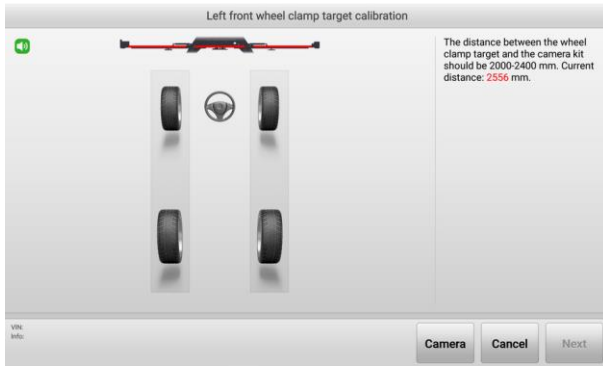 Left front wheel clamp target calibration
The distance between the wheel
clamp target and the camera kit
should be 2000-2400 mm. Current
distance: 2556 mm.
VIN:
Info:
Camera
Cancel
Next